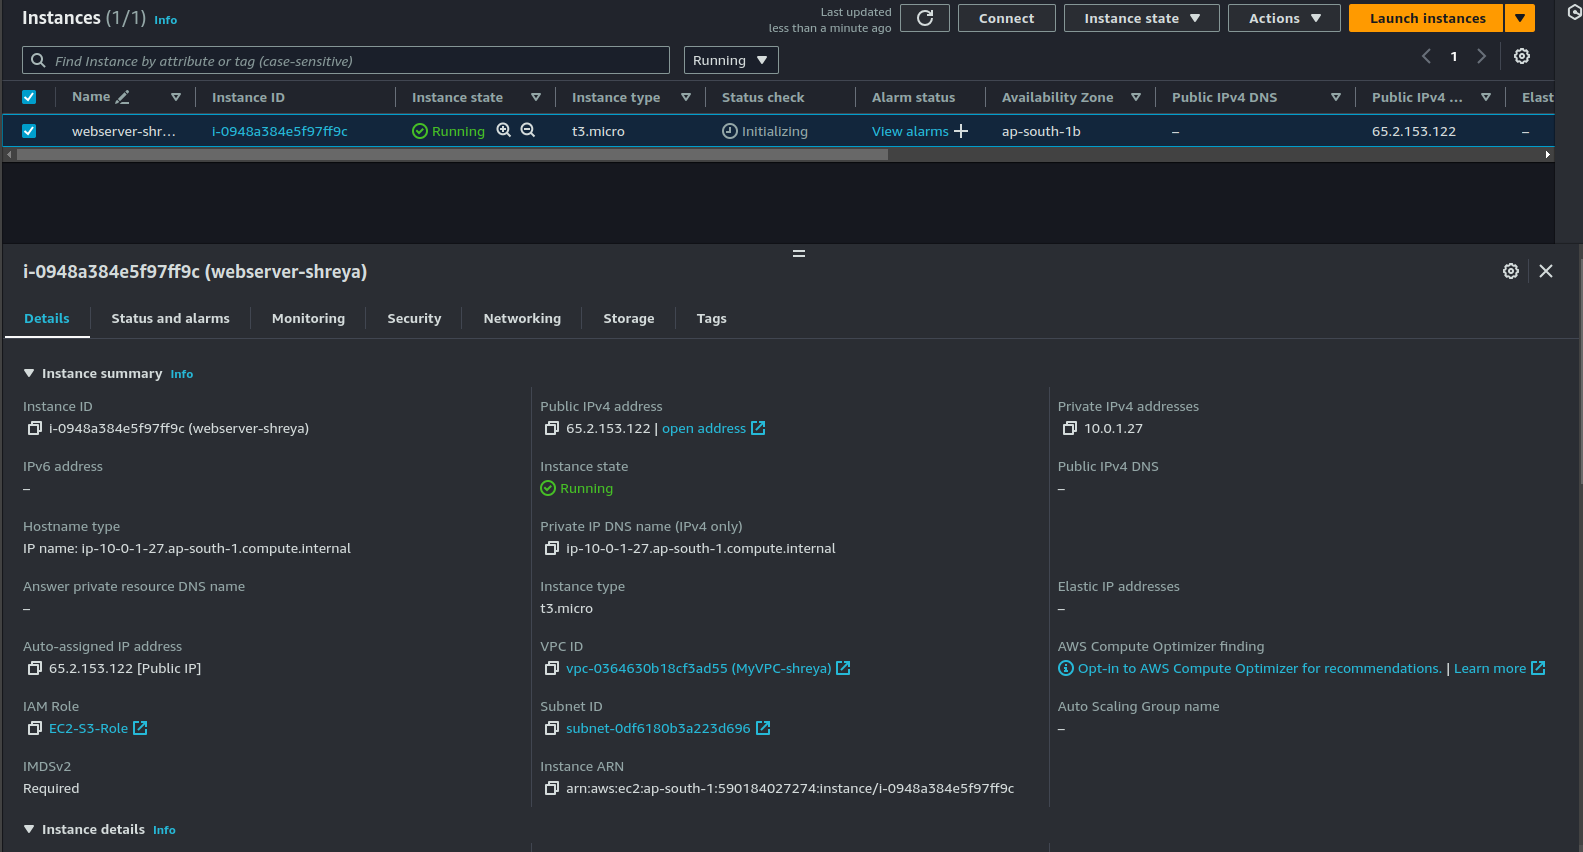 Instances (1/1) Info
Last updated
less than a minute ago
Connect
Instance state
Actions
Launch instances
Find Instance by attribute or tag (case-sensitive)
Running
1
Name
Instance ID
Instance state
Instance type
Status check
Alarm status
Availability Zone
Public IPv4 DNS
Public IPv4 ...
Elast
webserver-shr...
i-0948a384e5f97ff9c
Running
t3.micro
Initializing
View alarms +
ap-south-1b
–
65.2.153.122
–
i-0948a384e5f97ff9c (webserver-shreya)
Details
Status and alarms
Monitoring
Security
Networking
Storage
Tags
Instance summary Info
Instance ID
i-0948a384e5f97ff9c (webserver-shreya)
Public IPv4 address
65.2.153.122 | open address
Private IPv4 addresses
10.0.1.27
IPv6 address
–
Instance state
Running
Public IPv4 DNS
–
Hostname type
IP name: ip-10-0-1-27.ap-south-1.compute.internal
Private IP DNS name (IPv4 only)
ip-10-0-1-27.ap-south-1.compute.internal
Answer private resource DNS name
–
Instance type
t3.micro
Elastic IP addresses
–
Auto-assigned IP address
65.2.153.122 [Public IP]
VPC ID
vpc-0364630b18cf3ad55 (MyVPC-shreya)
AWS Compute Optimizer finding
Opt-in to AWS Compute Optimizer for recommendations. | Learn more
IAM Role
EC2-S3-Role
Subnet ID
subnet-0df6180b3a223d696
Auto Scaling Group name
–
IMDSv2
Required
Instance ARN
arn:aws:ec2:ap-south-1:590184027274:instance/i-0948a384e5f97ff9c
Instance details Info